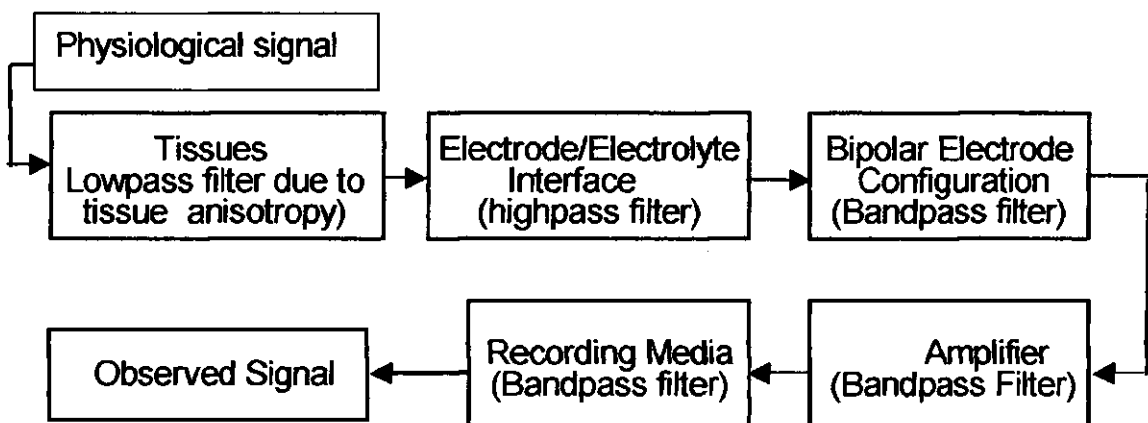 Physiological signal
Tissues
Lowpass filter due to
tissue anisotropy)
Electrode/Electrolyte
Interface
(highpass filter)
Bipolar Electrode
Configuration
(Bandpass filter)
Amplifier
(Bandpass Filter)
Recording Media
(Bandpass filter)
Observed Signal